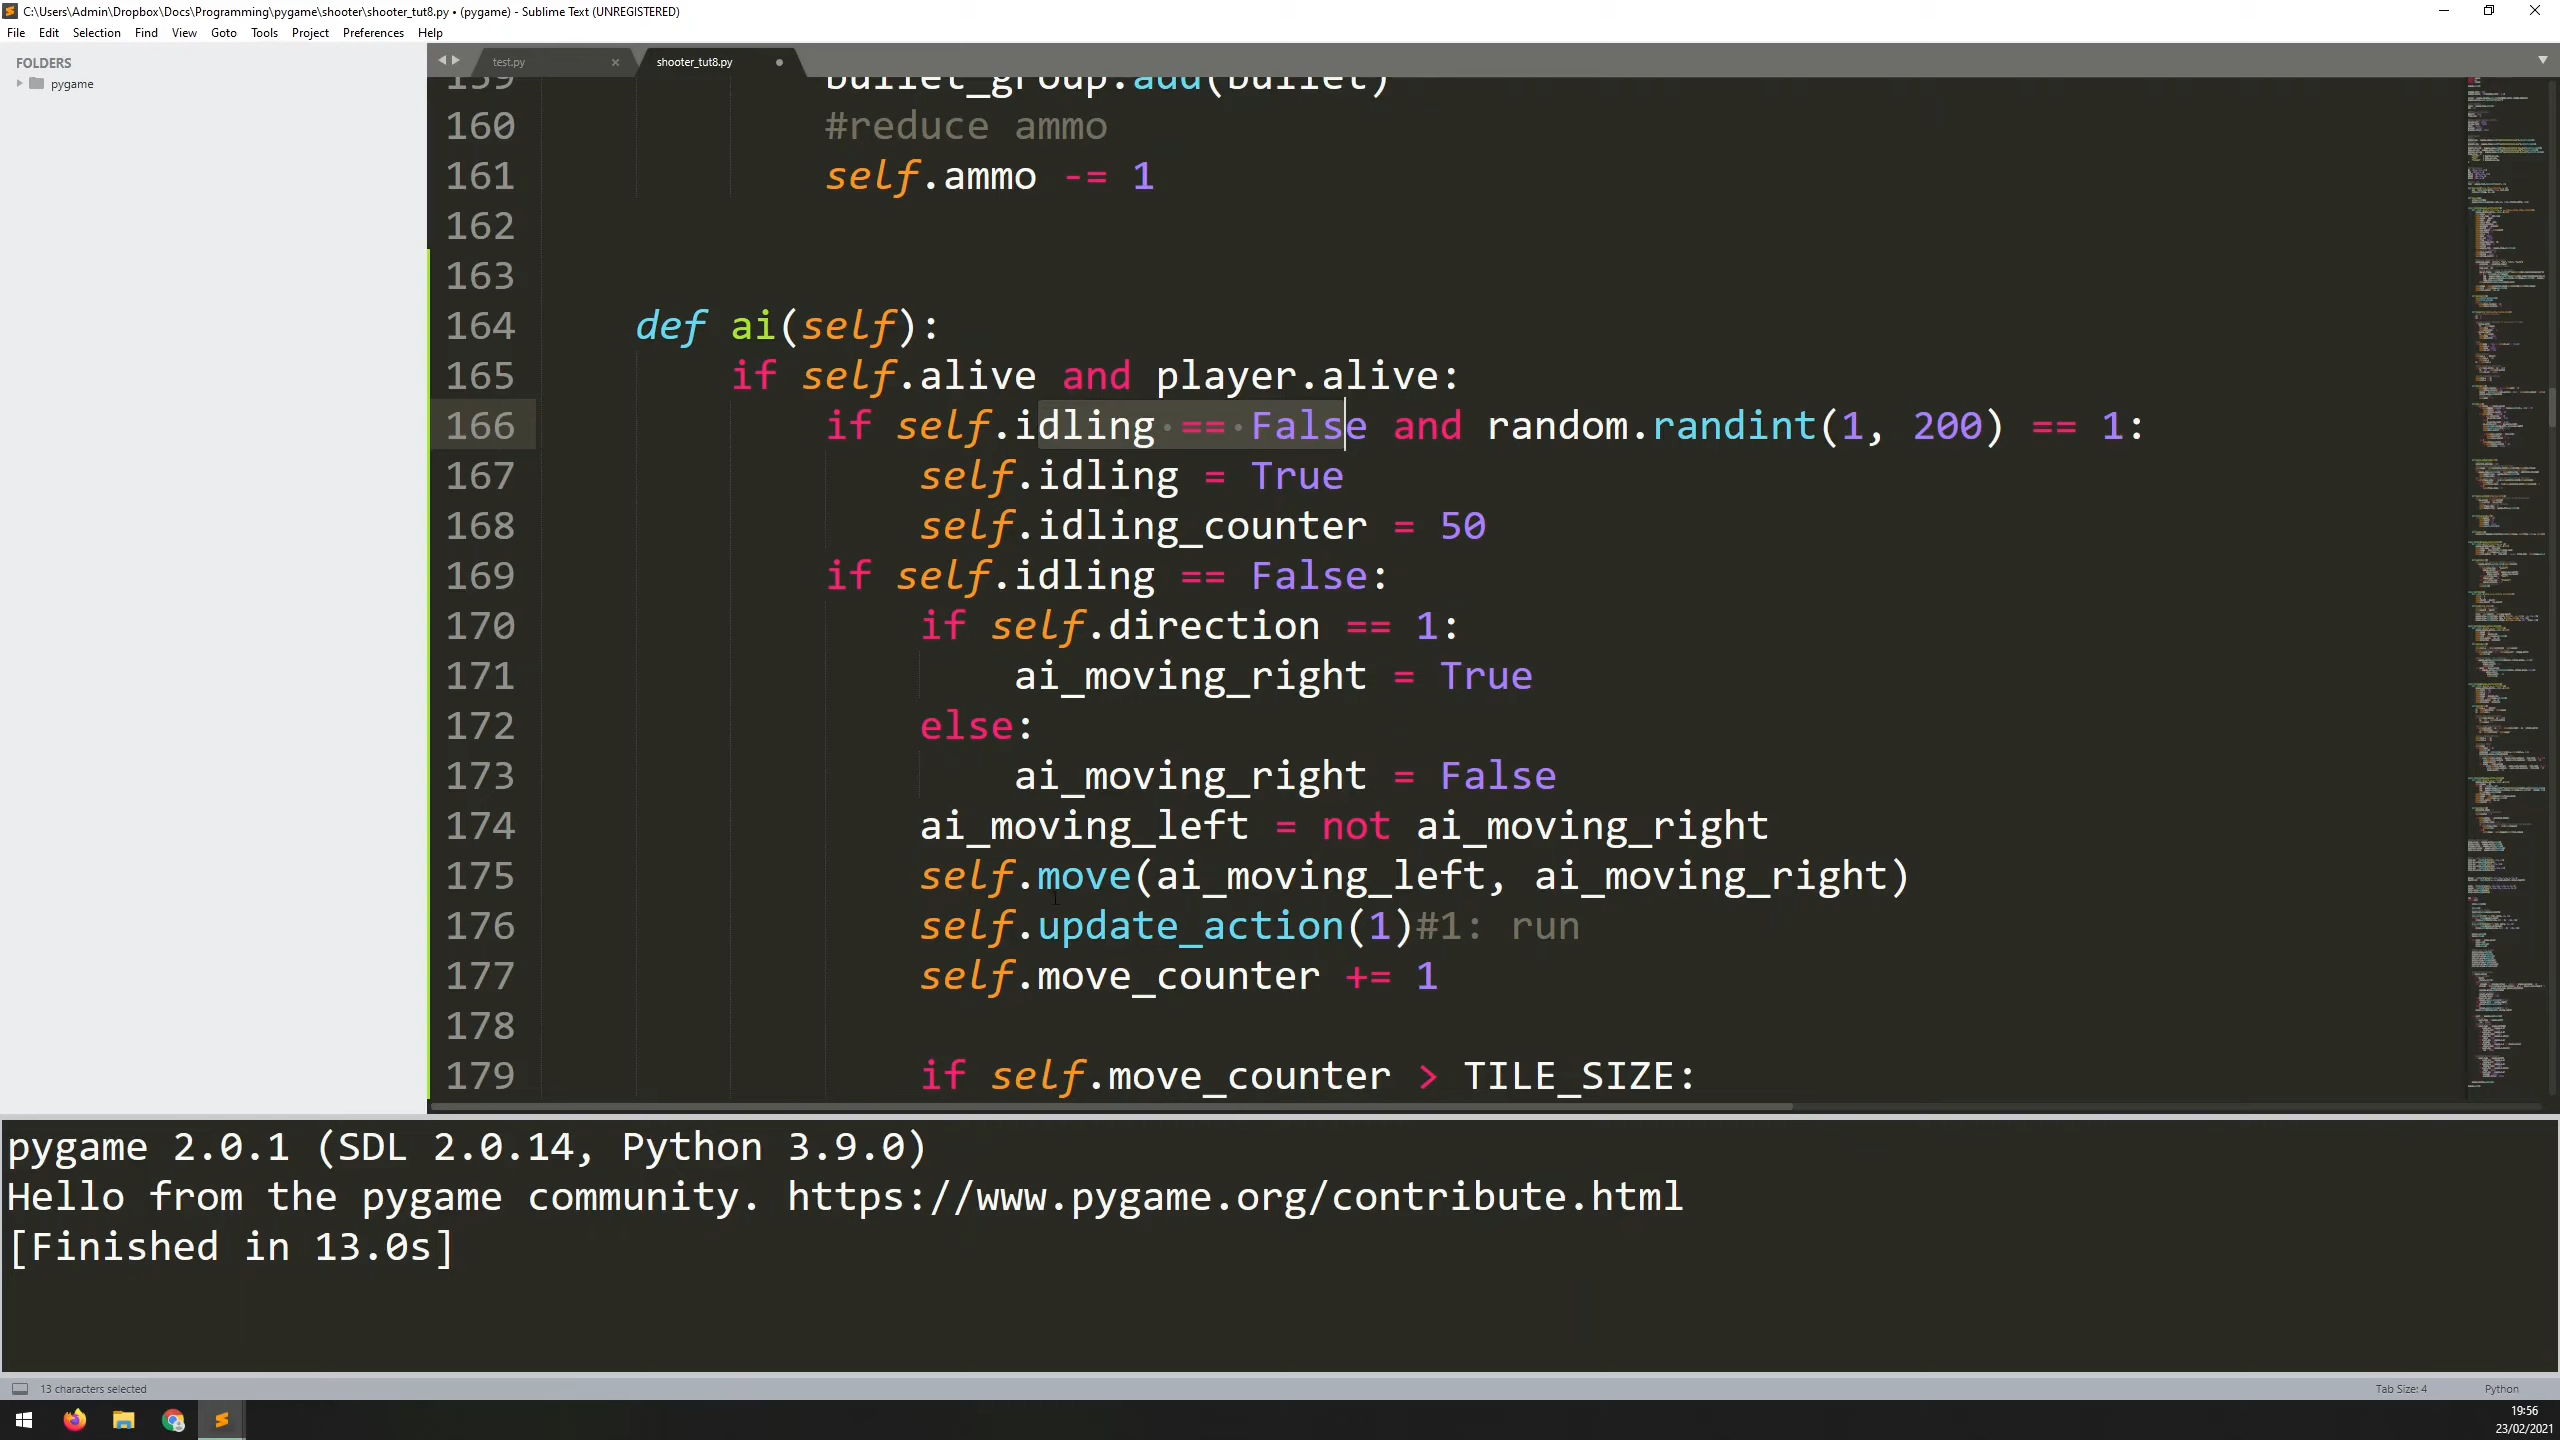 C:\Users\Admin\Dropbox\Docs\Programming\pygame\shooter\shooter_tut8.py • (pygame) - Sublime Text (UNREGISTERED)
File Edit Selection Find View Goto Tools Project Preferences Help
FOLDERS
pygame
test.py
shooter_tut8.py
159 bullet_group.add(bullet)
160 #reduce ammo
161 self.ammo -= 1
162
163
164 def ai(self):
165 if self.alive and player.alive:
166 if self.idling == False and random.randint(1, 200) == 1:
167 self.idling = True
168 self.idling_counter = 50
169 if self.idling == False:
170 if self.direction == 1:
171 ai_moving_right = True
172 else:
173 ai_moving_right = False
174 ai_moving_left = not ai_moving_right
175 self.move(ai_moving_left, ai_moving_right)
176 self.update_action(1)#1: run
177 self.move_counter += 1
178
179 if self.move_counter > TILE_SIZE:
pygame 2.0.1 (SDL 2.0.14, Python 3.9.0)
Hello from the pygame community. https://www.pygame.org/contribute.html
[Finished in 13.0s]
13 characters selected
Tab Size: 4
Python
19:56
23/02/2021